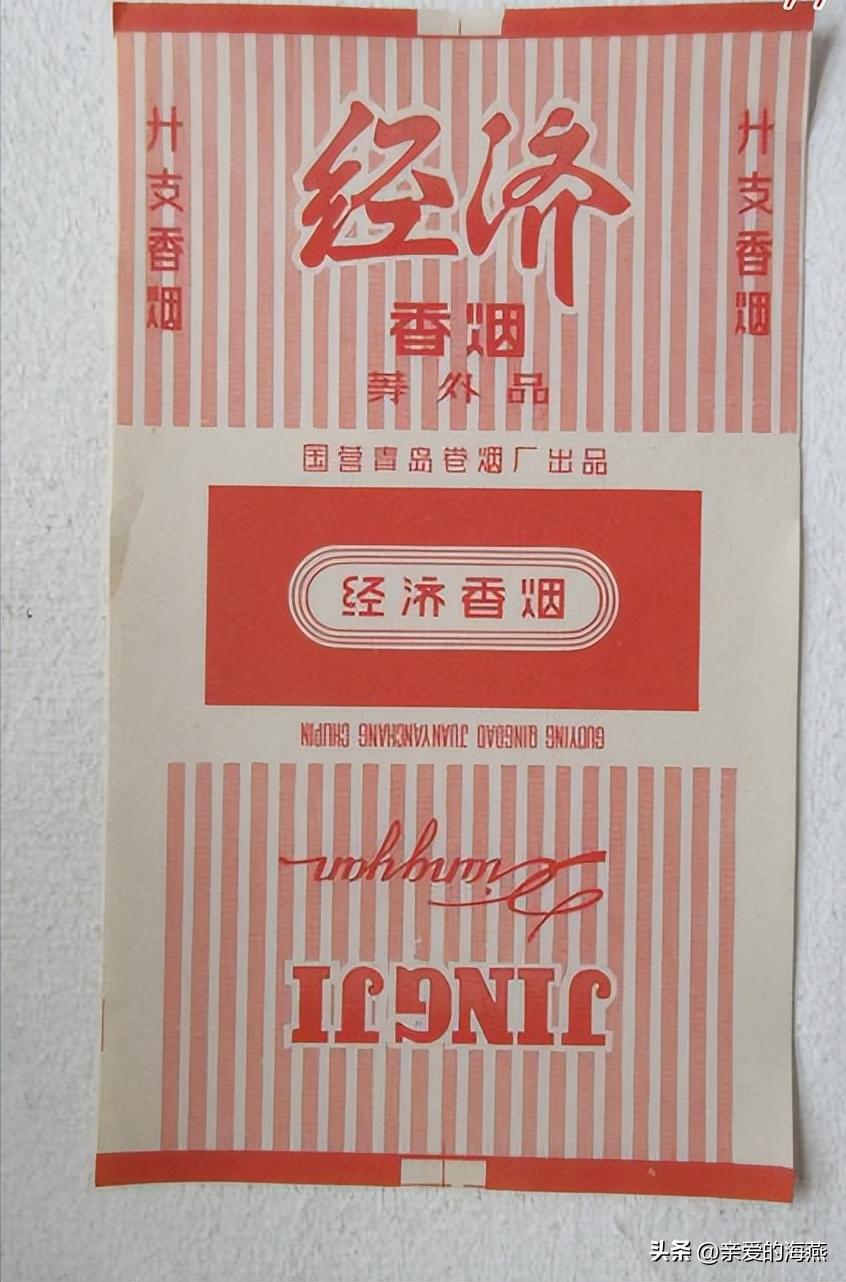 经济
香烟
等外品
廿支香烟
廿支香烟
国营青岛卷烟厂出品
经济香烟
GUOYING QINGDAO JUANYANCHANG CHUPIN
Xiangyan
JINGJI
头条 @亲爱的海燕